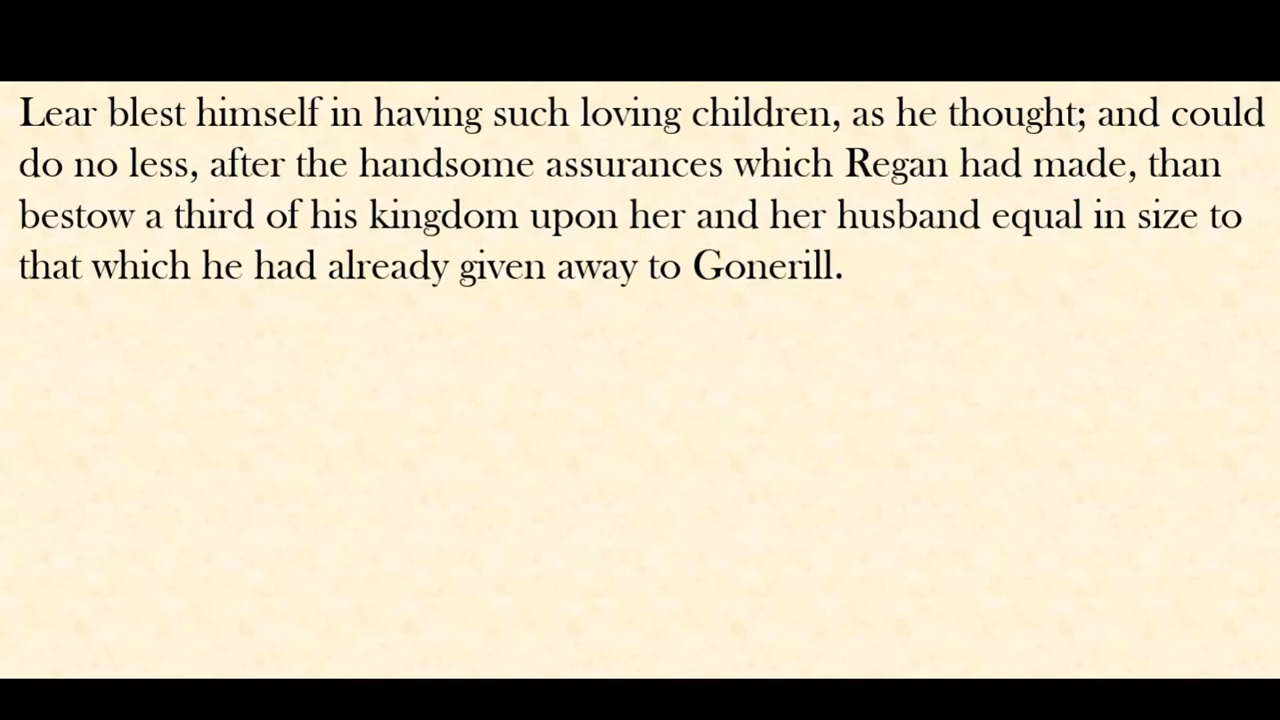 Lear blest himself in having such loving children, as he thought; and could
do no less, after the handsome assurances which Regan had made, than
bestow a third of his kingdom upon her and her husband equal in size to
that which he had already given away to Gonerill.